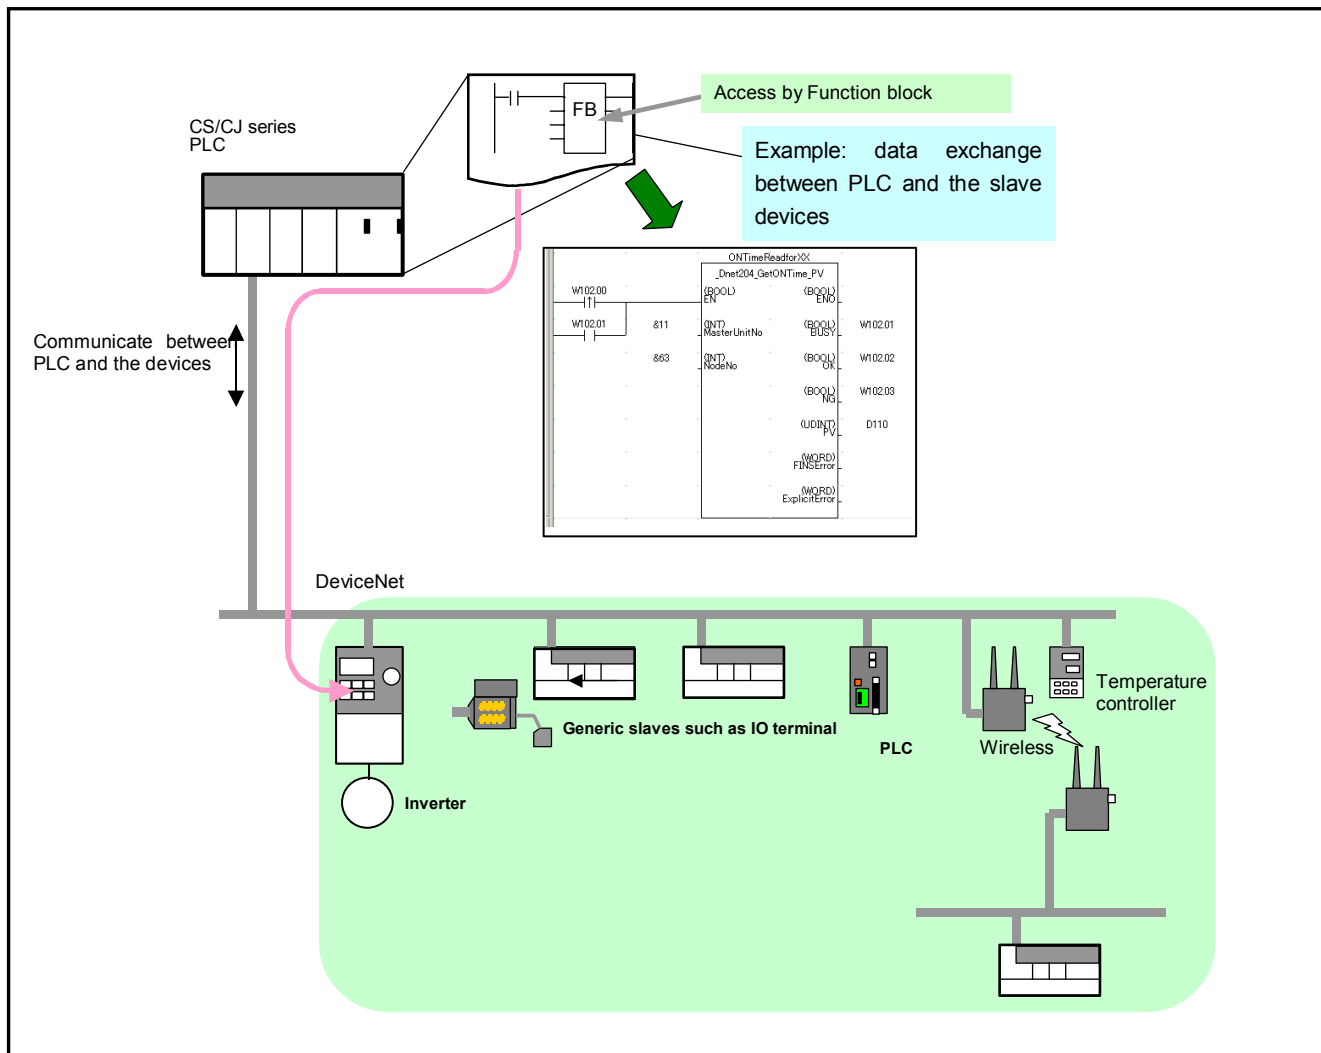 CS/CJ series
PLC
FB
Access by Function block
Example: data exchange
between PLC and the slave
devices
ONTimeReadforXX
_Dnet204_GetONTime_PV
W102.00
(BOOL)
EN
(BOOL)
ENO
W102.01
&11
(INT)
MasterUnitNo
(BOOL)
BUSY
W102.01
&63
(INT)
NodeNo
(BOOL)
OK
W102.02
(BOOL)
NG
W102.03
(UDINT)
PV
D110
(WORD)
FINSError
(WORD)
ExplicitError
Communicate between
PLC and the devices
DeviceNet
Generic slaves such as IO terminal
PLC
Wireless
Temperature
controller
Inverter